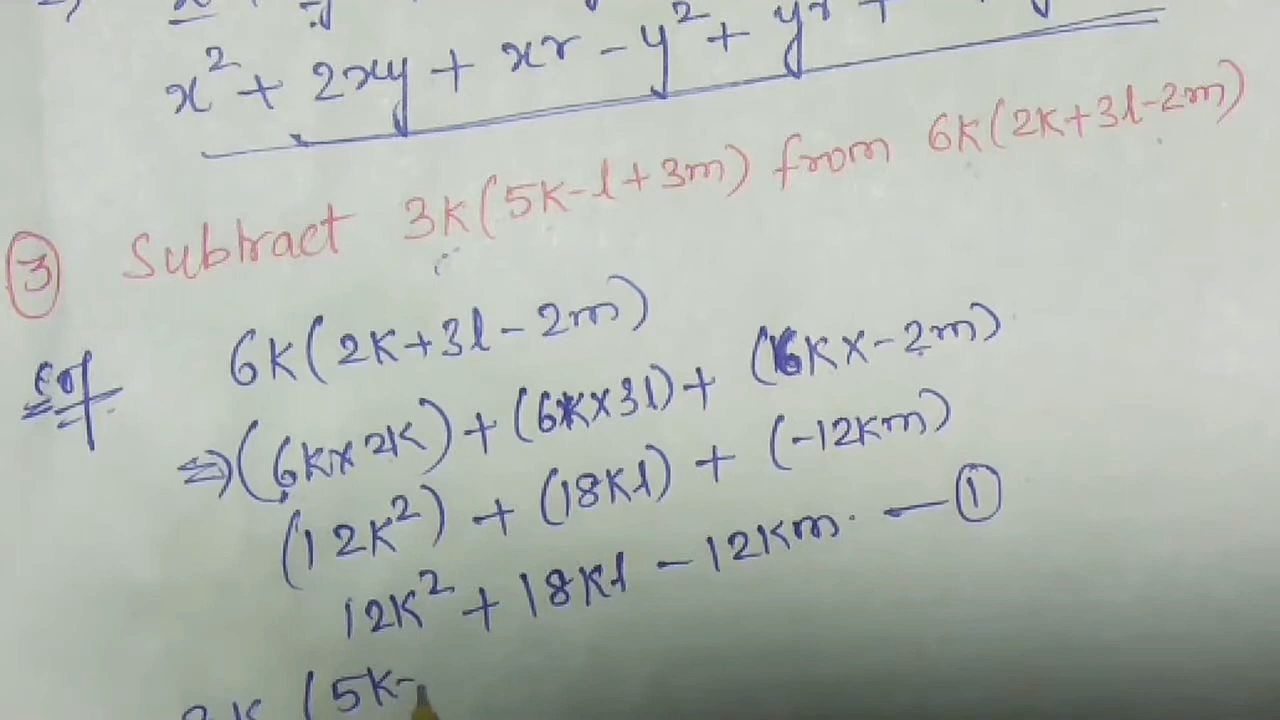 x² + 2xy + xr - y² + yr +
③ Subtract 3k(5k-l+3m) from 6k(2k+3l-2m)
Sol 6k(2k+3l-2m)
⇒(6k×2k)+(6k×3l)+(6k×-2m)
(12k²)+(18kl)+(-12km)
12k²+18kl-12km. —①
3k (5k-